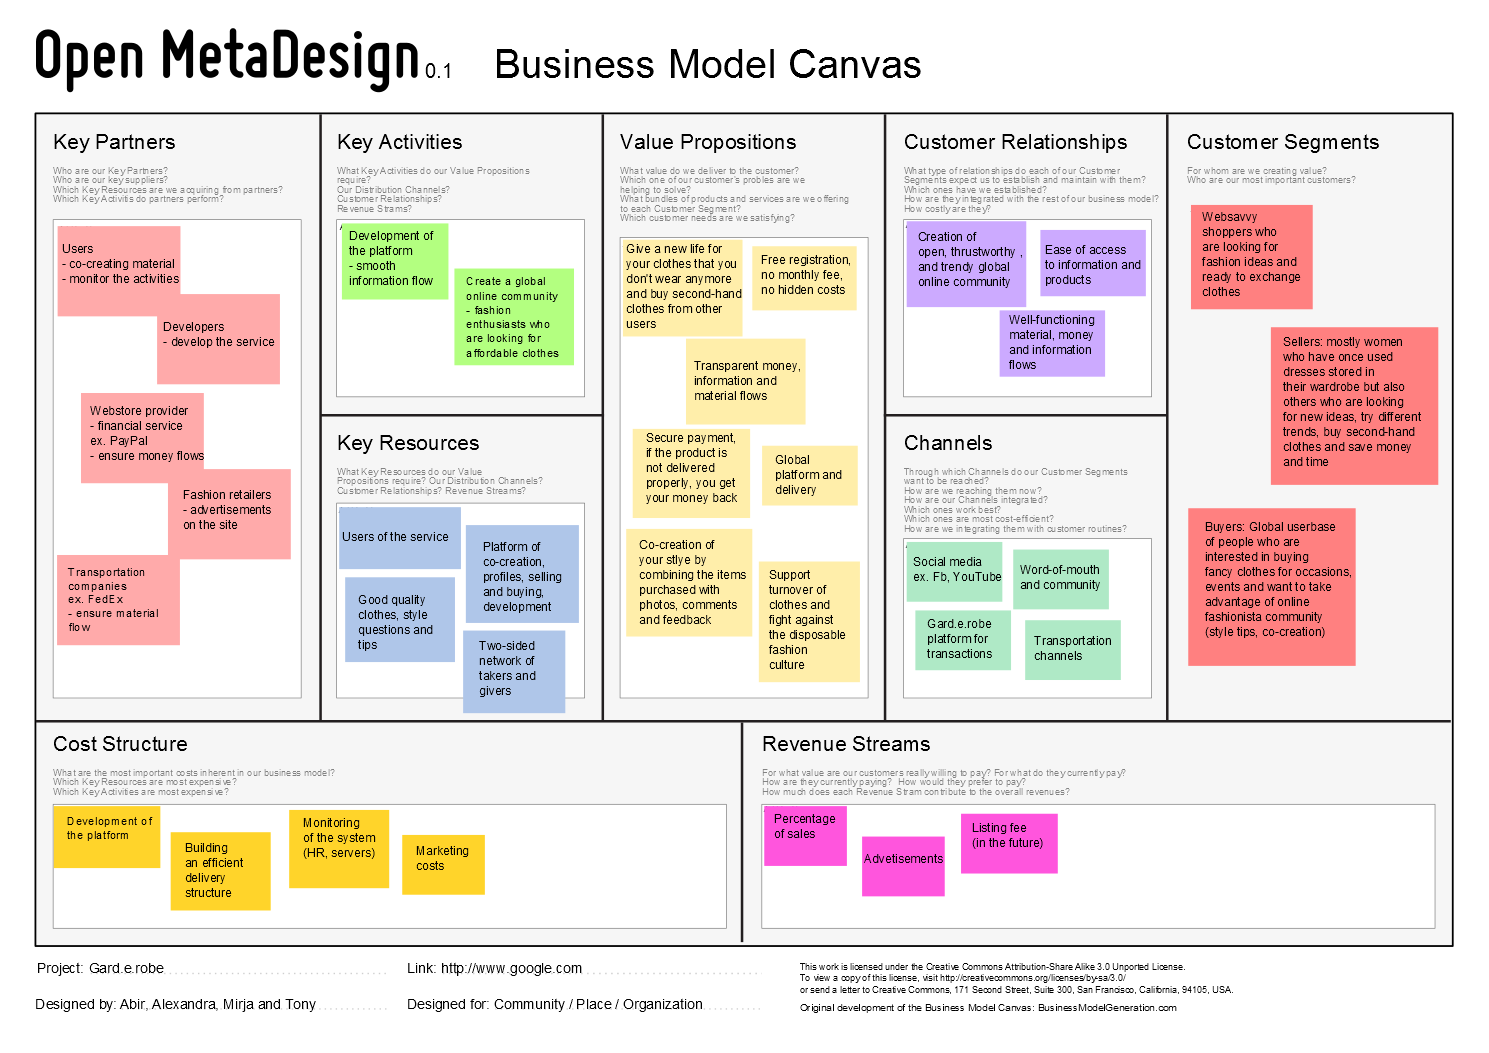 Open MetaDesign 0.1 Business Model Canvas
Key Partners
Who are our Key Partners?
Who are our key suppliers?
Which Key Resources are we acquiring from partners?
Which Key Activitis do partners perform?
Users
- co-creating material
- monitor the activities
Developers
- develop the service
Webstore provider
- financial service
ex. PayPal
- ensure money flows
Fashion retailers
- advertisements
on the site
Transportation
companies
ex. FedEx
- ensure material
flow
Key Activities
What Key Activities do our Value Propositions
require?
Our Distribution Channels?
Customer Relationships?
Revenue Strams?
Development of
the platform
- smooth
information flow
Create a global
online community
- fashion
enthusiasts who
are looking for
affordable clothes
Key Resources
What Key Resources do our Value
Propositions require? Our Distribution Channels?
Customer Relationships? Revenue Streams?
Users of the service
Platform of
co-creation,
profiles, selling
and buying,
development
Good quality
clothes, style
questions and
tips
Two-sided
network of
takers and
givers
Value Propositions
What value do we deliver to the customer?
Which one of our customer's probles are we
helping to solve?
What bundles of products and services are we offering
to each Customer Segment?
Which customer needs are we satisfying?
Give a new life for
your clothes that you
don't wear anymore
and buy second-hand
clothes from other
users
Free registration,
no monthly fee,
no hidden costs
Transparent money,
information and
material flows
Secure payment,
if the product is
not delivered
properly, you get
your money back
Global
platform and
delivery
Co-creation of
your stlye by
combining the items
purchased with
photos, comments
and feedback
Support
turnover of
clothes and
fight against
the disposable
fashion
culture
Customer Relationships
What type of relationships do each of our Customer
Segments expect us to establish and maintain with them?
Which ones have we established?
How are they integrated with the rest of our business model?
How costly are they?
Creation of
open, thrustworthy ,
and trendy global
online community
Ease of access
to information and
products
Well-functioning
material, money
and information
flows
Channels
Through which Channels do our Customer Segments
want to be reached?
How are we reaching them now?
How are our Channels integrated?
Which ones work best?
Which ones are most cost-efficient?
How are we integrating them with customer routines?
Social media
ex. Fb, YouTube
Word-of-mouth
and community
Gard.e.robe
platform for
transactions
Transportation
channels
Customer Segments
For whom are we creating value?
Who are our most important customers?
Websavvy
shoppers who
are looking for
fashion ideas and
ready to exchange
clothes
Sellers: mostly women
who have once used
dresses stored in
their wardrobe but also
others who are looking
for new ideas, try different
trends, buy second-hand
clothes and save money
and time
Buyers: Global userbase
of people who are
interested in buying
fancy clothes for occasions,
events and want to take
advantage of online
fashionista community
(style tips, co-creation)
Cost Structure
What are the most important costs inherent in our business model?
Which Key Resources are most expensive?
Which Key Activities are most expensive?
Development of
the platform
Building
an efficient
delivery
structure
Monitoring
of the system
(HR, servers)
Marketing
costs
Revenue Streams
For what value are our customers really willing to pay? For what do they currently pay?
How are they currently paying? How would they prefer to pay?
How much does each Revenue Stram contribute to the overall revenues?
Percentage
of sales
Advetisements
Listing fee
(in the future)
Project: Gard.e.robe
Link: http://www.google.com
Designed by: Abir, Alexandra, Mirja and Tony
Designed for: Community / Place / Organization
This work is licensed under the Creative Commons Attribution-Share Alike 3.0 Unported License.
To view a copy of this license, visit http://creativecommons.org/licenses/by-sa/3.0/
or send a letter to Creative Commons, 171 Second Street, Suite 300, San Francisco, California, 94105, USA.
Original development of the Business Model Canvas: BusinessModelGeneration.com